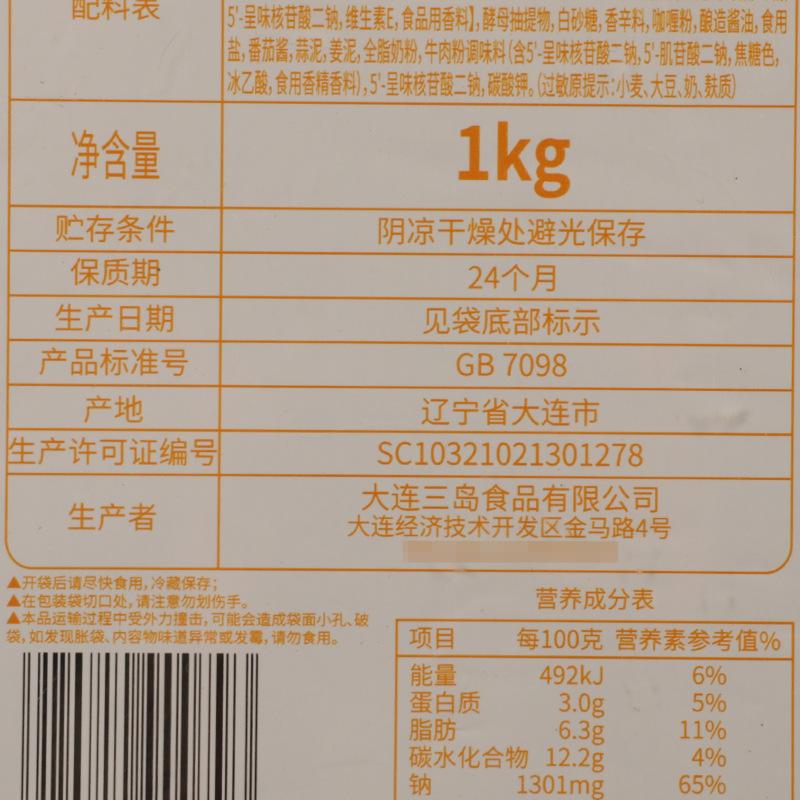 配料表
5'-呈味核苷酸二钠,维生素E,食品用香料】,酵母抽提物,白砂糖,香辛料,咖喱粉,酿造酱油,食用
盐,番茄酱,蒜泥,姜泥,全脂奶粉,牛肉粉调味料(含5'-呈味核苷酸二钠,5'-肌苷酸二钠,焦糖色,
冰乙酸,食用香精香料),5'-呈味核苷酸二钠,碳酸钾。(过敏原提示:小麦、大豆、奶、麸质)
净含量 1kg
贮存条件 阴凉干燥处避光保存
保质期 24个月
生产日期 见袋底部标示
产品标准号 GB 7098
产地 辽宁省大连市
生产许可证编号 SC10321021301278
生产者 大连三岛食品有限公司
大连经济技术开发区金马路4号
▲开袋后请尽快食用,冷藏保存;
▲在包装袋切口处,请注意勿划伤手。
▲本品运输过程中受外力撞击,可能会造成袋面小孔、破
袋,如发现胀袋、内容物味道异常或发霉,请勿食用。
营养成分表
项目 每100克 营养素参考值%
能量 492kJ 6%
蛋白质 3.0g 5%
脂肪 6.3g 11%
碳水化合物 12.2g 4%
钠 1301mg 65%